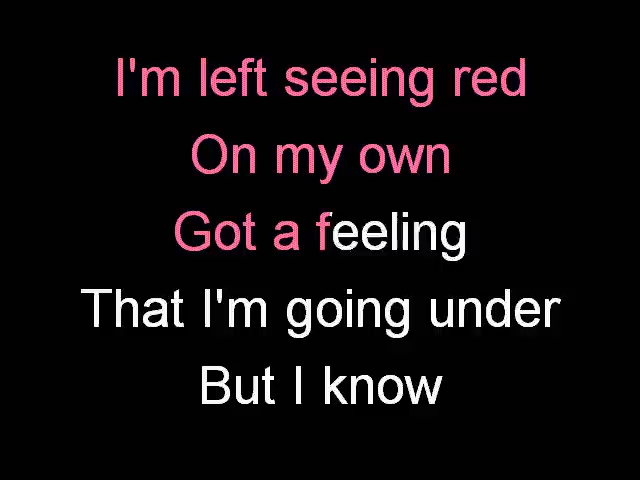 I'm left seeing red
On my own
Got a feeling
That I'm going under
But I know